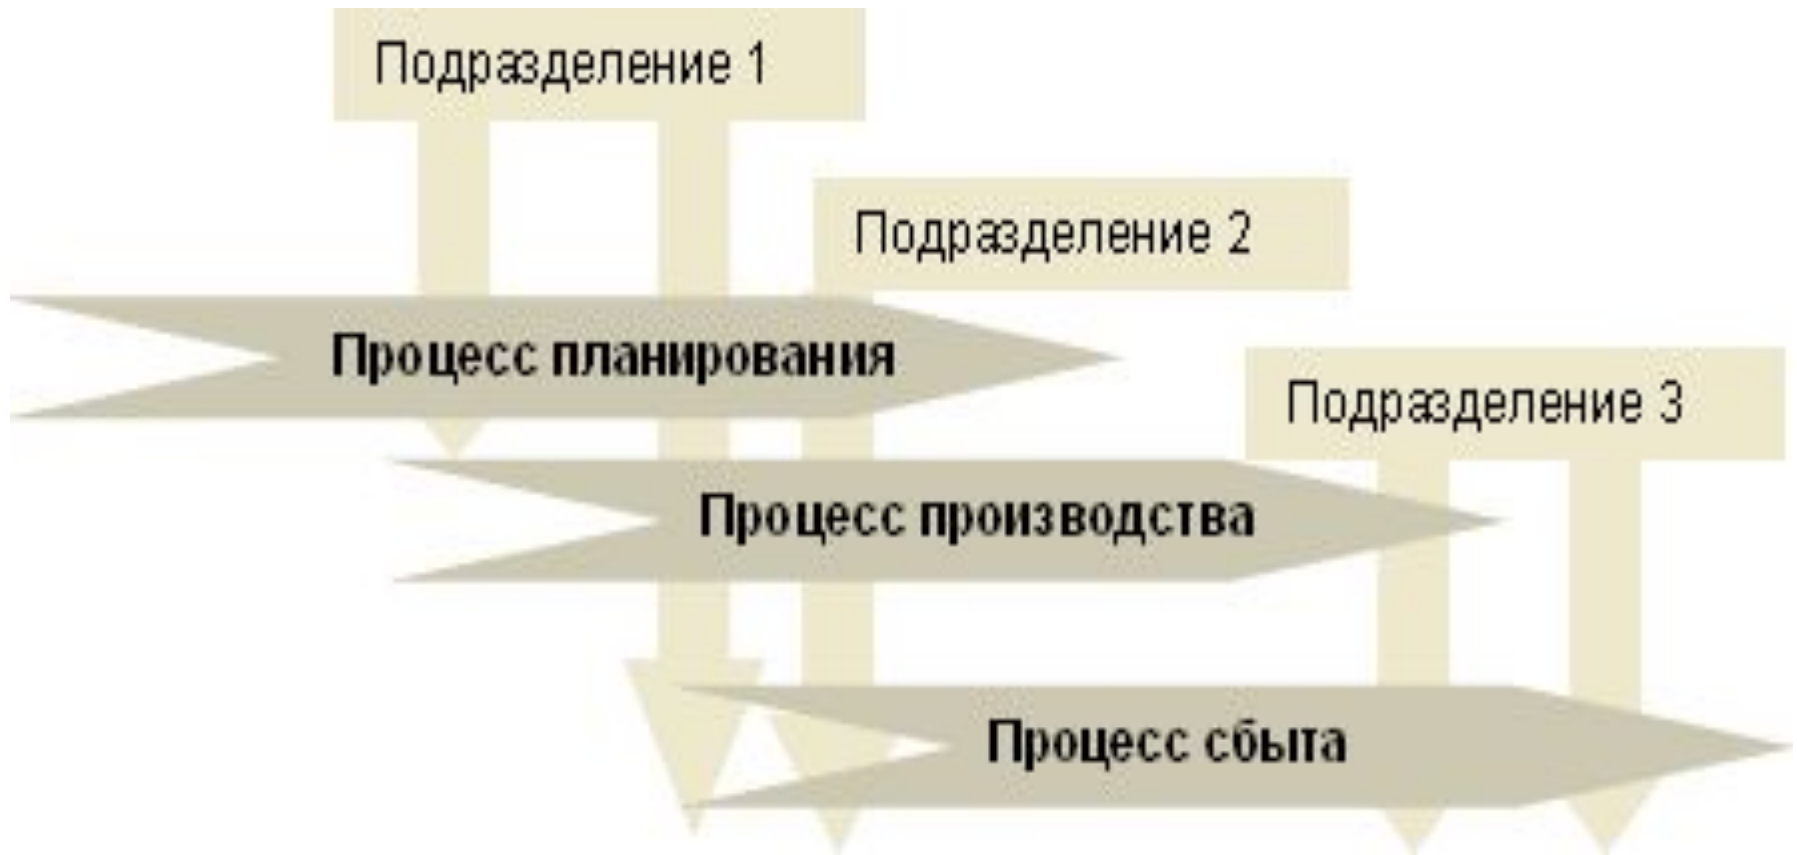 Подразделение 1
Подразделение 2
Процесс планирования
Подразделение 3
Процесс производства
Процесс сбыта